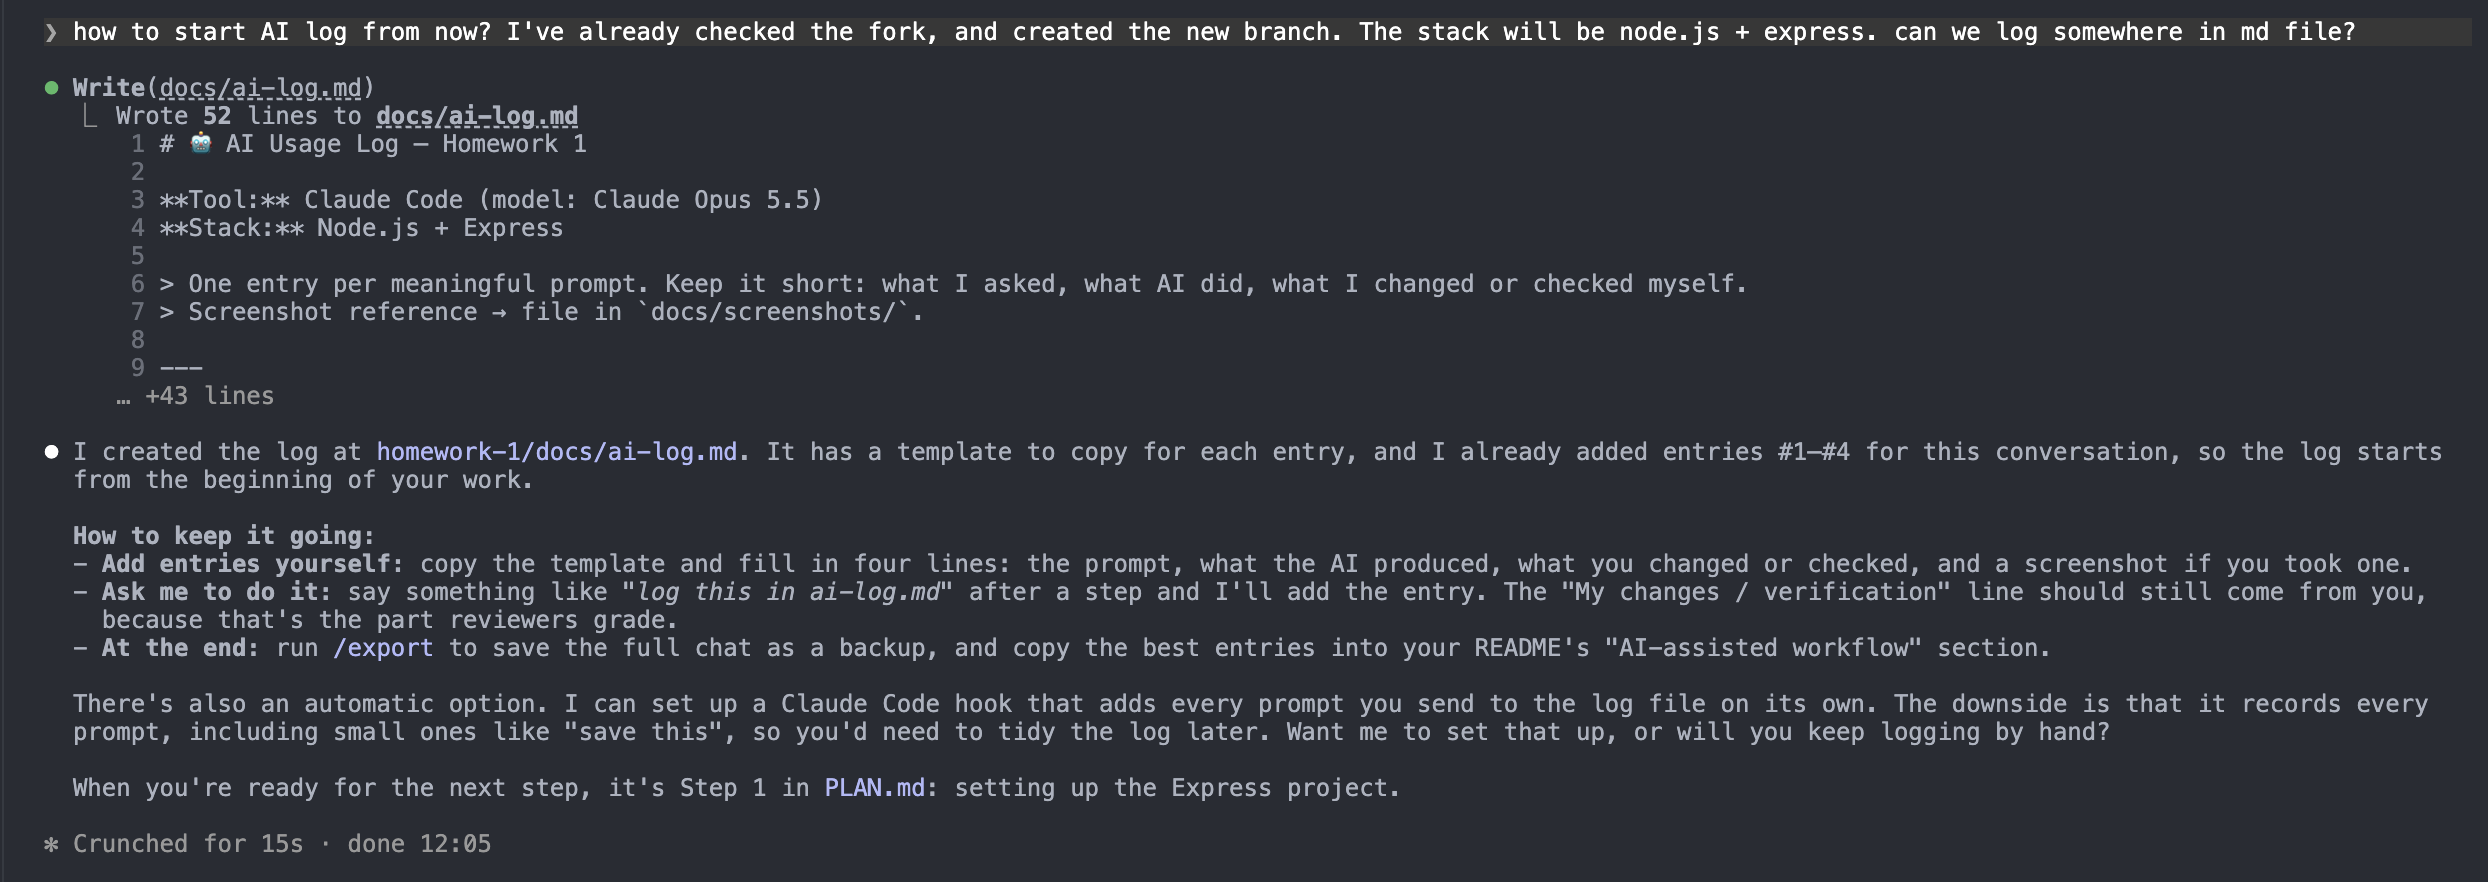 ❯ how to start AI log from now? I've already checked the fork, and created the new branch. The stack will be node.js + express. can we log somewhere in md file?
● Write(docs/ai-log.md)
⎿ Wrote 52 lines to docs/ai-log.md
1 # 🤖 AI Usage Log — Homework 1
2
3 **Tool:** Claude Code (model: Claude Opus 5.5)
4 **Stack:** Node.js + Express
5
6 > One entry per meaningful prompt. Keep it short: what I asked, what AI did, what I changed or checked myself.
7 > Screenshot reference → file in `docs/screenshots/`.
8
9 ---
… +43 lines
● I created the log at homework-1/docs/ai-log.md. It has a template to copy for each entry, and I already added entries #1–#4 for this conversation, so the log starts
from the beginning of your work.
How to keep it going:
- Add entries yourself: copy the template and fill in four lines: the prompt, what the AI produced, what you changed or checked, and a screenshot if you took one.
- Ask me to do it: say something like "log this in ai-log.md" after a step and I'll add the entry. The "My changes / verification" line should still come from you,
because that's the part reviewers grade.
- At the end: run /export to save the full chat as a backup, and copy the best entries into your README's "AI-assisted workflow" section.
There's also an automatic option. I can set up a Claude Code hook that adds every prompt you send to the log file on its own. The downside is that it records every
prompt, including small ones like "save this", so you'd need to tidy the log later. Want me to set that up, or will you keep logging by hand?
When you're ready for the next step, it's Step 1 in PLAN.md: setting up the Express project.
✻ Crunched for 15s · done 12:05